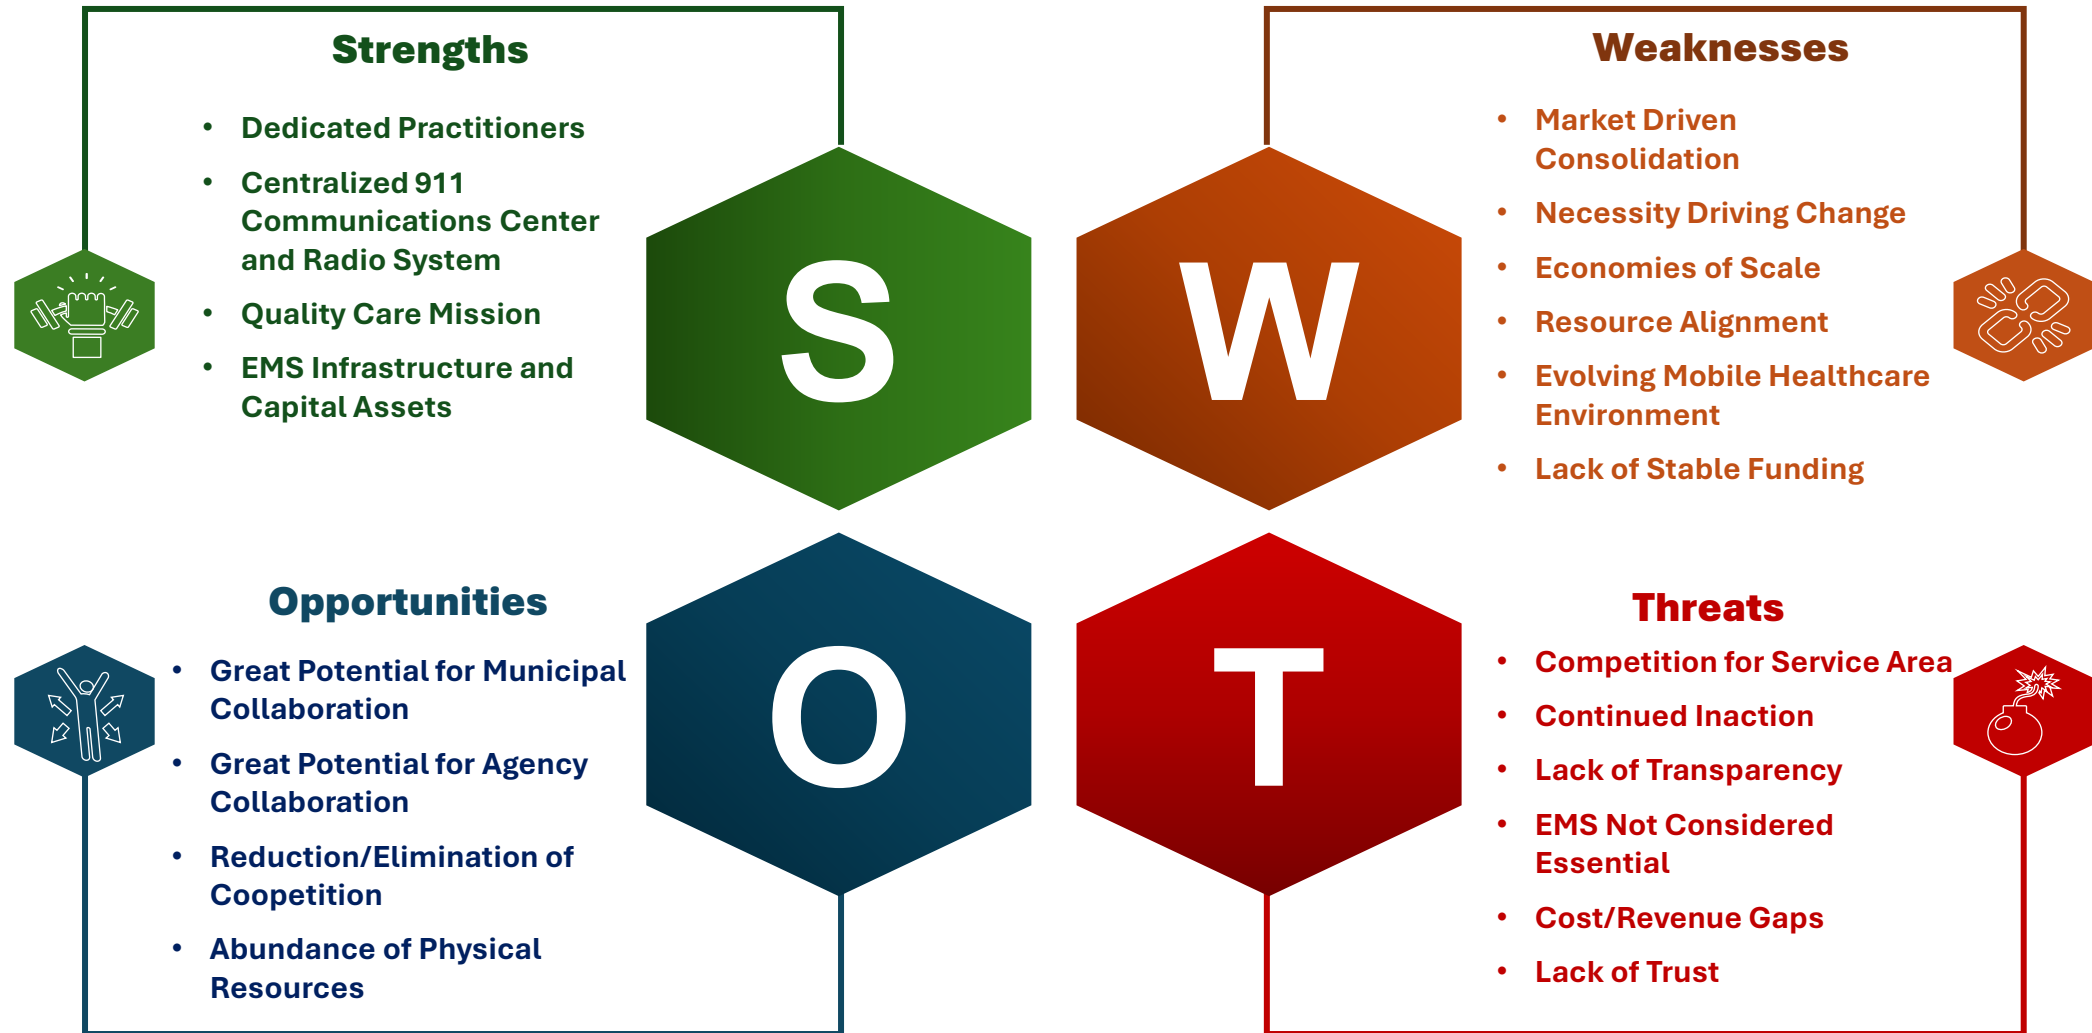 Strengths
• Dedicated Practitioners
• Centralized 911
Communications Center
and Radio System
• Quality Care Mission
• EMS Infrastructure and
Capital Assets
S
Weaknesses
• Market Driven
Consolidation
• Necessity Driving Change
• Economies of Scale
• Resource Alignment
• Evolving Mobile Healthcare
Environment
• Lack of Stable Funding
W
Opportunities
• Great Potential for Municipal
Collaboration
• Great Potential for Agency
Collaboration
• Reduction/Elimination of
Coopetition
• Abundance of Physical
Resources
O
Threats
• Competition for Service Area
• Continued Inaction
• Lack of Transparency
• EMS Not Considered
Essential
• Cost/Revenue Gaps
• Lack of Trust
T